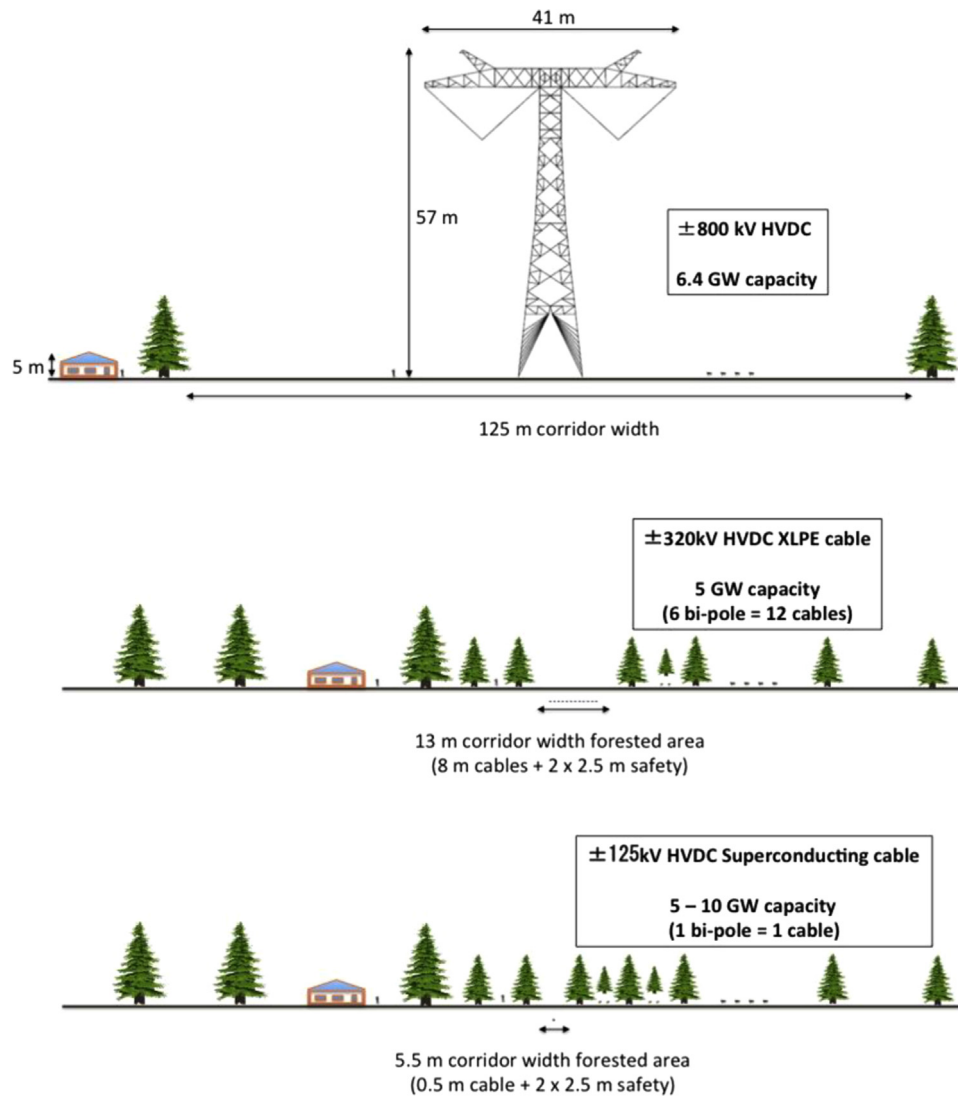 41 m
57 m
±800 kV HVDC
6.4 GW capacity
5 m
125 m corridor width
±320kV HVDC XLPE cable
5 GW capacity
(6 bi-pole = 12 cables)
13 m corridor width forested area
(8 m cables + 2 x 2.5 m safety)
±125kV HVDC Superconducting cable
5 – 10 GW capacity
(1 bi-pole = 1 cable)
5.5 m corridor width forested area
(0.5 m cable + 2 x 2.5 m safety)